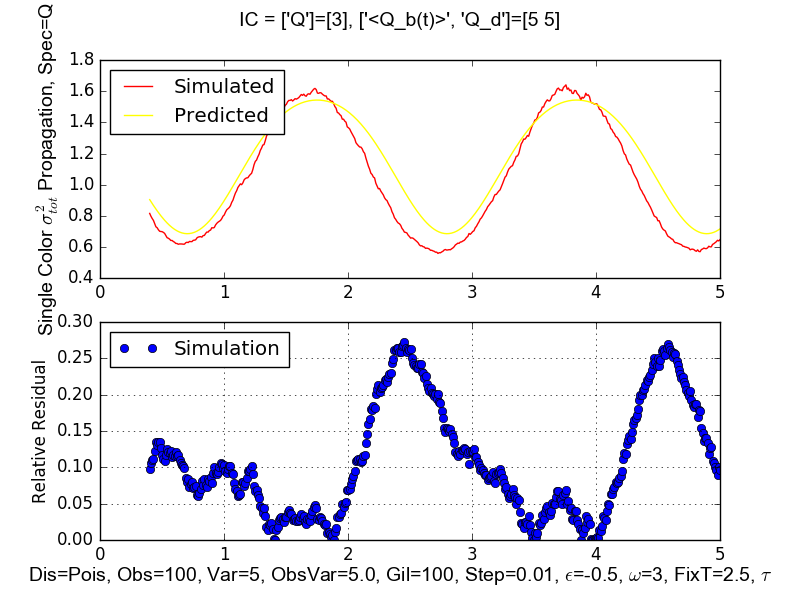 IC = ['Q']=[3], ['<Q_b(t)>', 'Q_d']=[5 5]
Single Color σ²_tot Propagation, Spec=Q
1.8
1.6
1.4
1.2
1.0
0.8
0.6
0.4
Simulated
Predicted
0 1 2 3 4 5
Relative Residual
0.30
0.25
0.20
0.15
0.10
0.05
0.00
Simulation
0 1 2 3 4 5
Dis=Pois, Obs=100, Var=5, ObsVar=5.0, Gil=100, Step=0.01, ϵ=-0.5, ω=3, FixT=2.5, τ